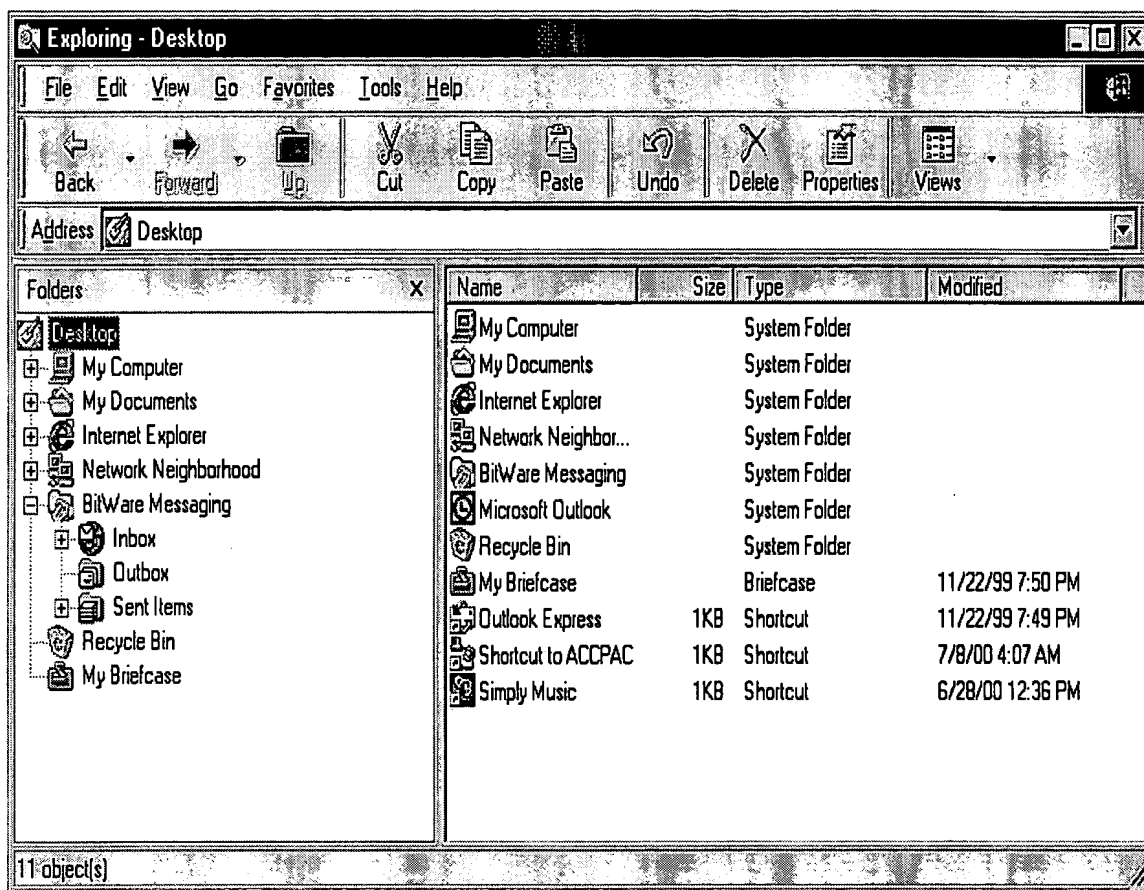 Exploring - Desktop
File Edit View Go Favorites Tools Help
Back Forward Up Cut Copy Paste Undo Delete Properties Views
Address Desktop
Folders x
Desktop
My Computer
My Documents
Internet Explorer
Network Neighborhood
BitWare Messaging
Inbox
Outbox
Sent Items
Recycle Bin
My Briefcase
Name Size Type Modified
My Computer System Folder
My Documents System Folder
Internet Explorer System Folder
Network Neighbor... System Folder
BitWare Messaging System Folder
Microsoft Outlook System Folder
Recycle Bin System Folder
My Briefcase Briefcase 11/22/99 7:50 PM
Outlook Express 1KB Shortcut 11/22/99 7:49 PM
Shortcut to ACCPAC 1KB Shortcut 7/8/00 4:07 AM
Simply Music 1KB Shortcut 6/28/00 12:36 PM
11 object(s)